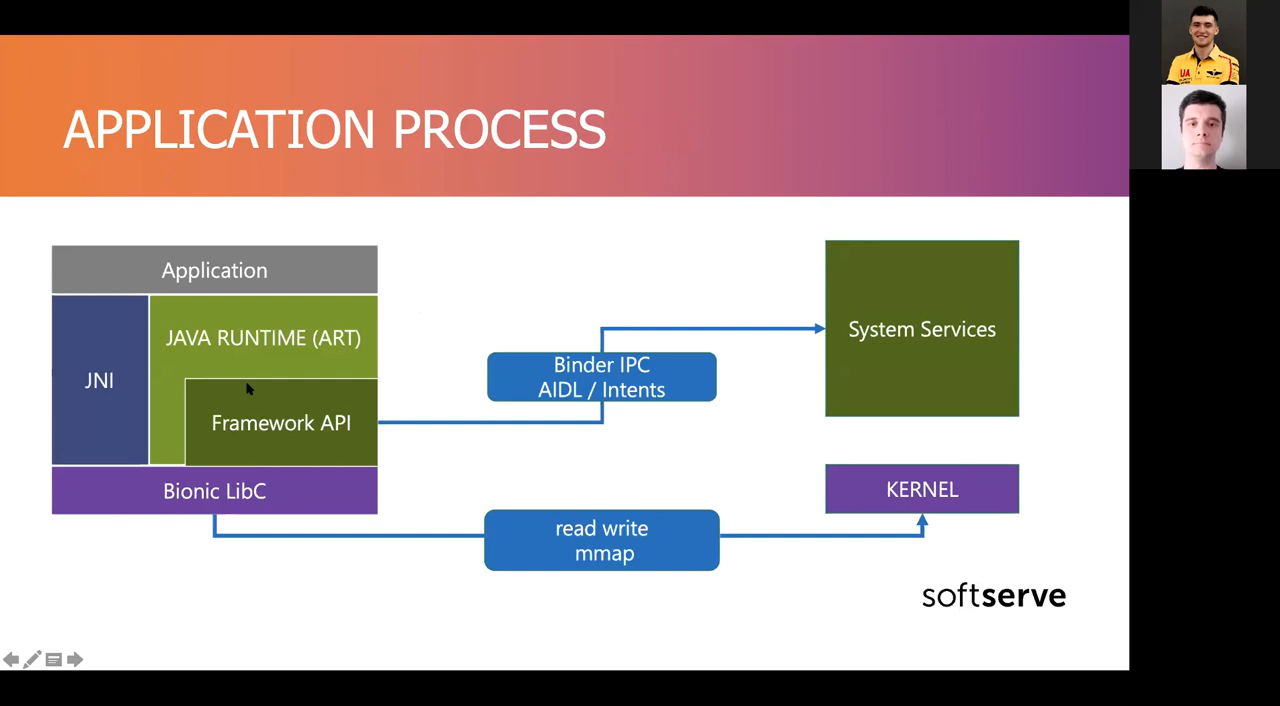 APPLICATION PROCESS
Application
JNI
JAVA RUNTIME (ART)
Framework API
Bionic LibC
Binder IPC
AIDL / Intents
System Services
read write
mmap
KERNEL
softserve
UA